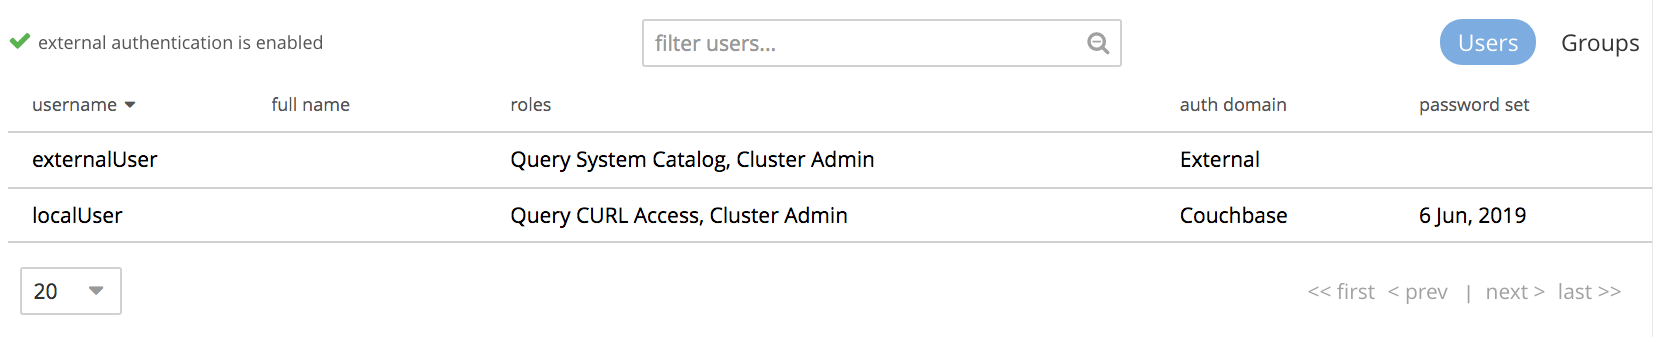 external authentication is enabled filter users... Users Groups
username full name roles auth domain password set
externalUser Query System Catalog, Cluster Admin External
localUser Query CURL Access, Cluster Admin Couchbase 6 Jun, 2019
20 << first < prev | next > last >>